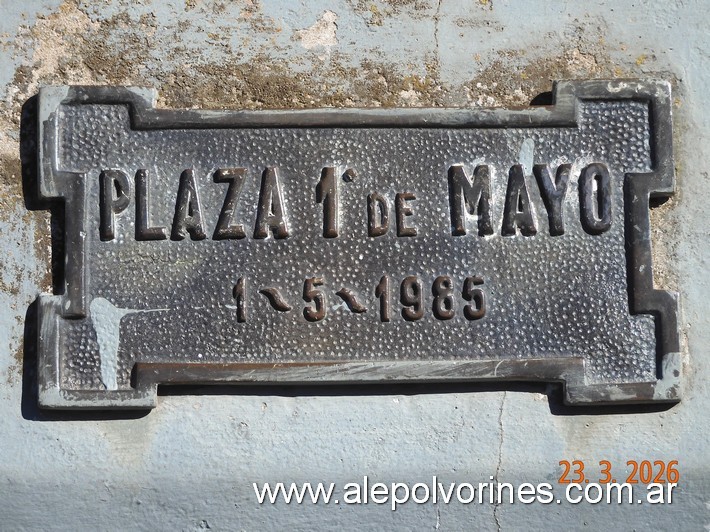 PLAZA 1° DE MAYO
1-5-1985
23.3.2026
www.alepolvorines.com.ar